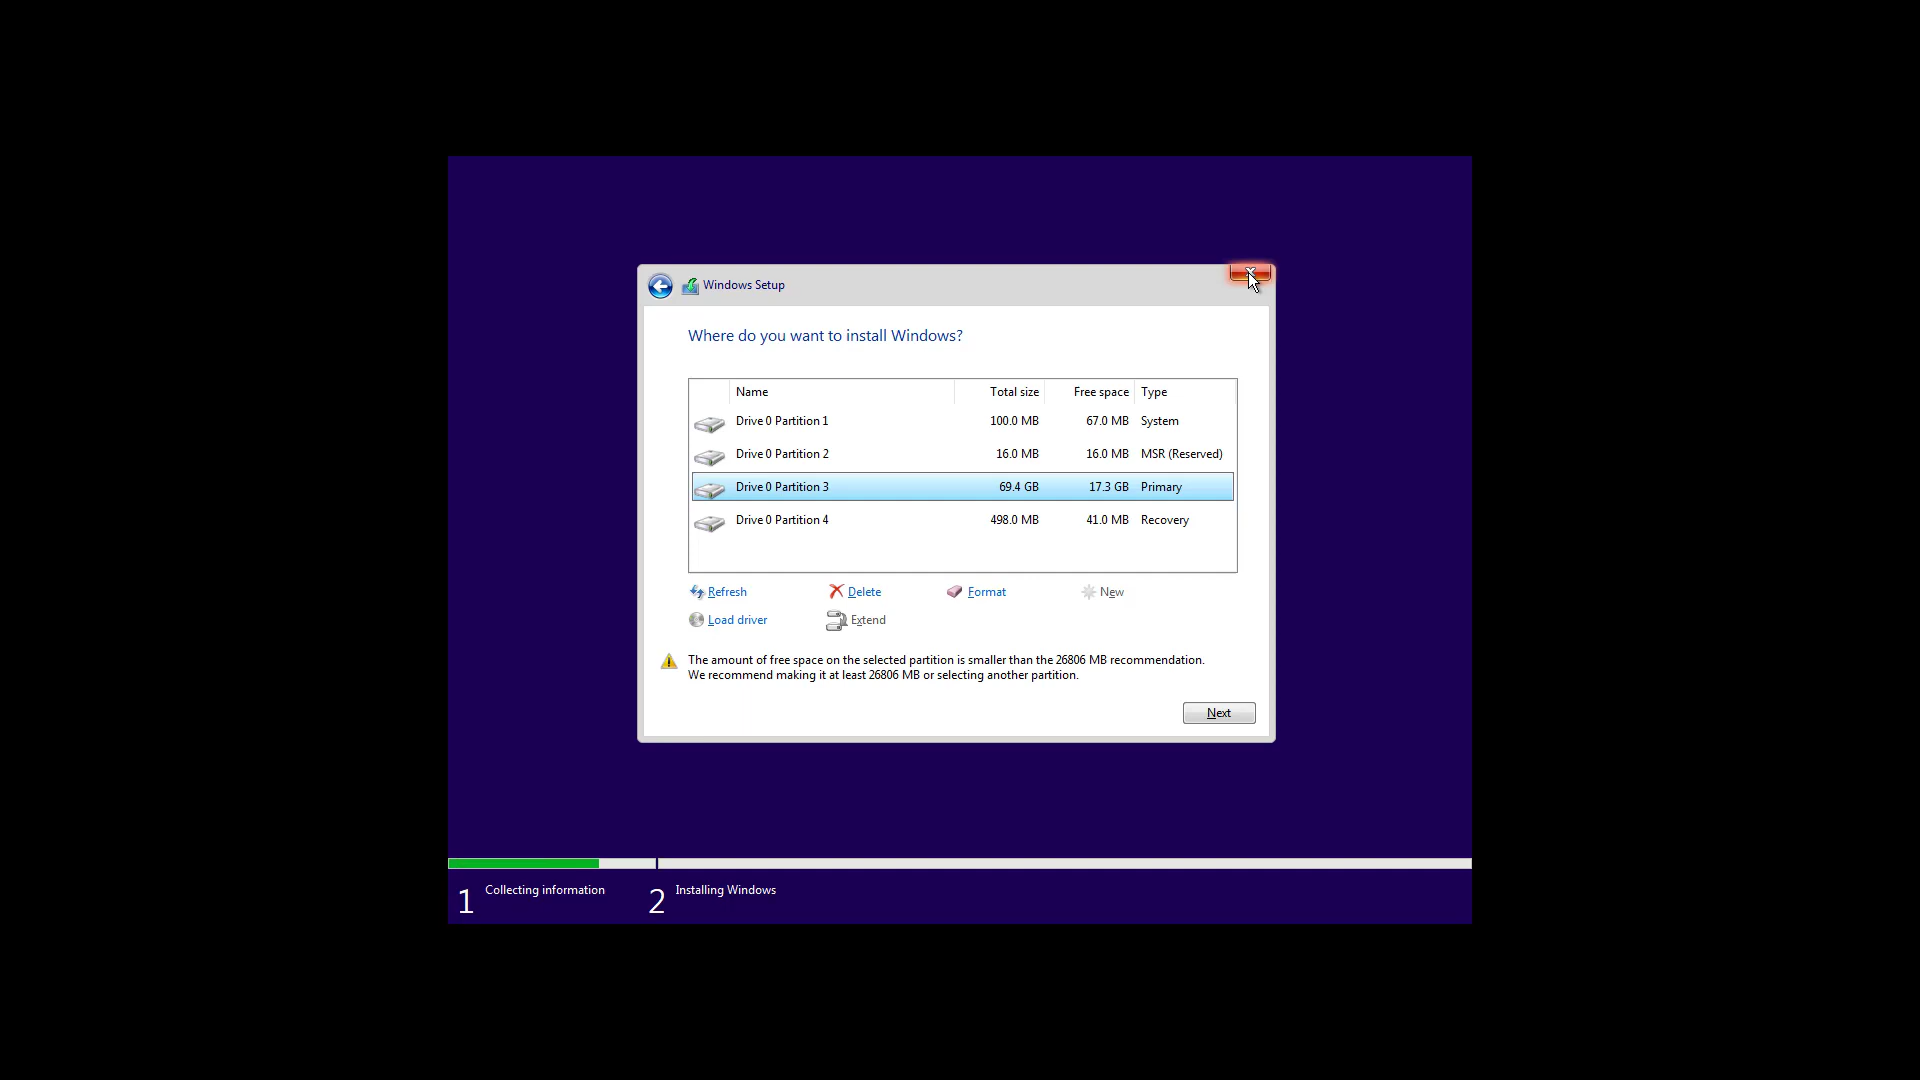 Windows Setup
Where do you want to install Windows?
Name Total size Free space Type
Drive 0 Partition 1 100.0 MB 67.0 MB System
Drive 0 Partition 2 16.0 MB 16.0 MB MSR (Reserved)
Drive 0 Partition 3 69.4 GB 17.3 GB Primary
Drive 0 Partition 4 498.0 MB 41.0 MB Recovery
Refresh Delete Format New
Load driver Extend
The amount of free space on the selected partition is smaller than the 26806 MB recommendation.
We recommend making it at least 26806 MB or selecting another partition.
Next
1 Collecting information 2 Installing Windows